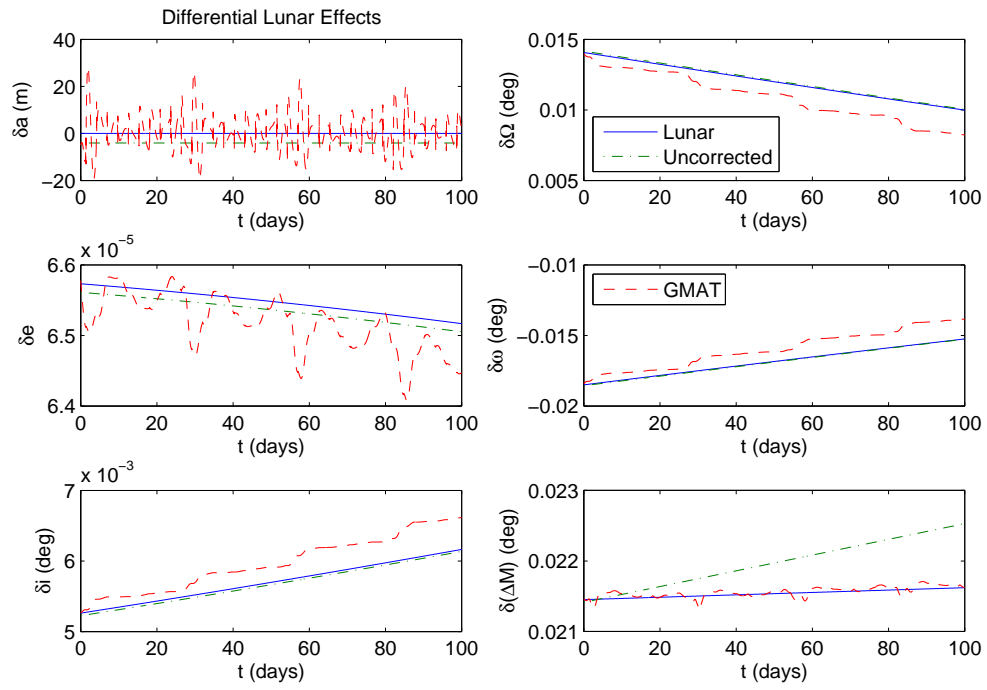 Differential Lunar Effects
40
20
0
−20
δa (m)
0 20 40 60 80 100
t (days)
0.015
0.01
0.005
δΩ (deg)
Lunar
Uncorrected
0 20 40 60 80 100
t (days)
x 10⁻⁵
6.6
6.5
6.4
δe
0 20 40 60 80 100
t (days)
−0.01
−0.015
−0.02
δω (deg)
GMAT
0 20 40 60 80 100
t (days)
x 10⁻³
7
6
5
δi (deg)
0 20 40 60 80 100
t (days)
0.023
0.022
0.021
δ(ΔM) (deg)
0 20 40 60 80 100
t (days)